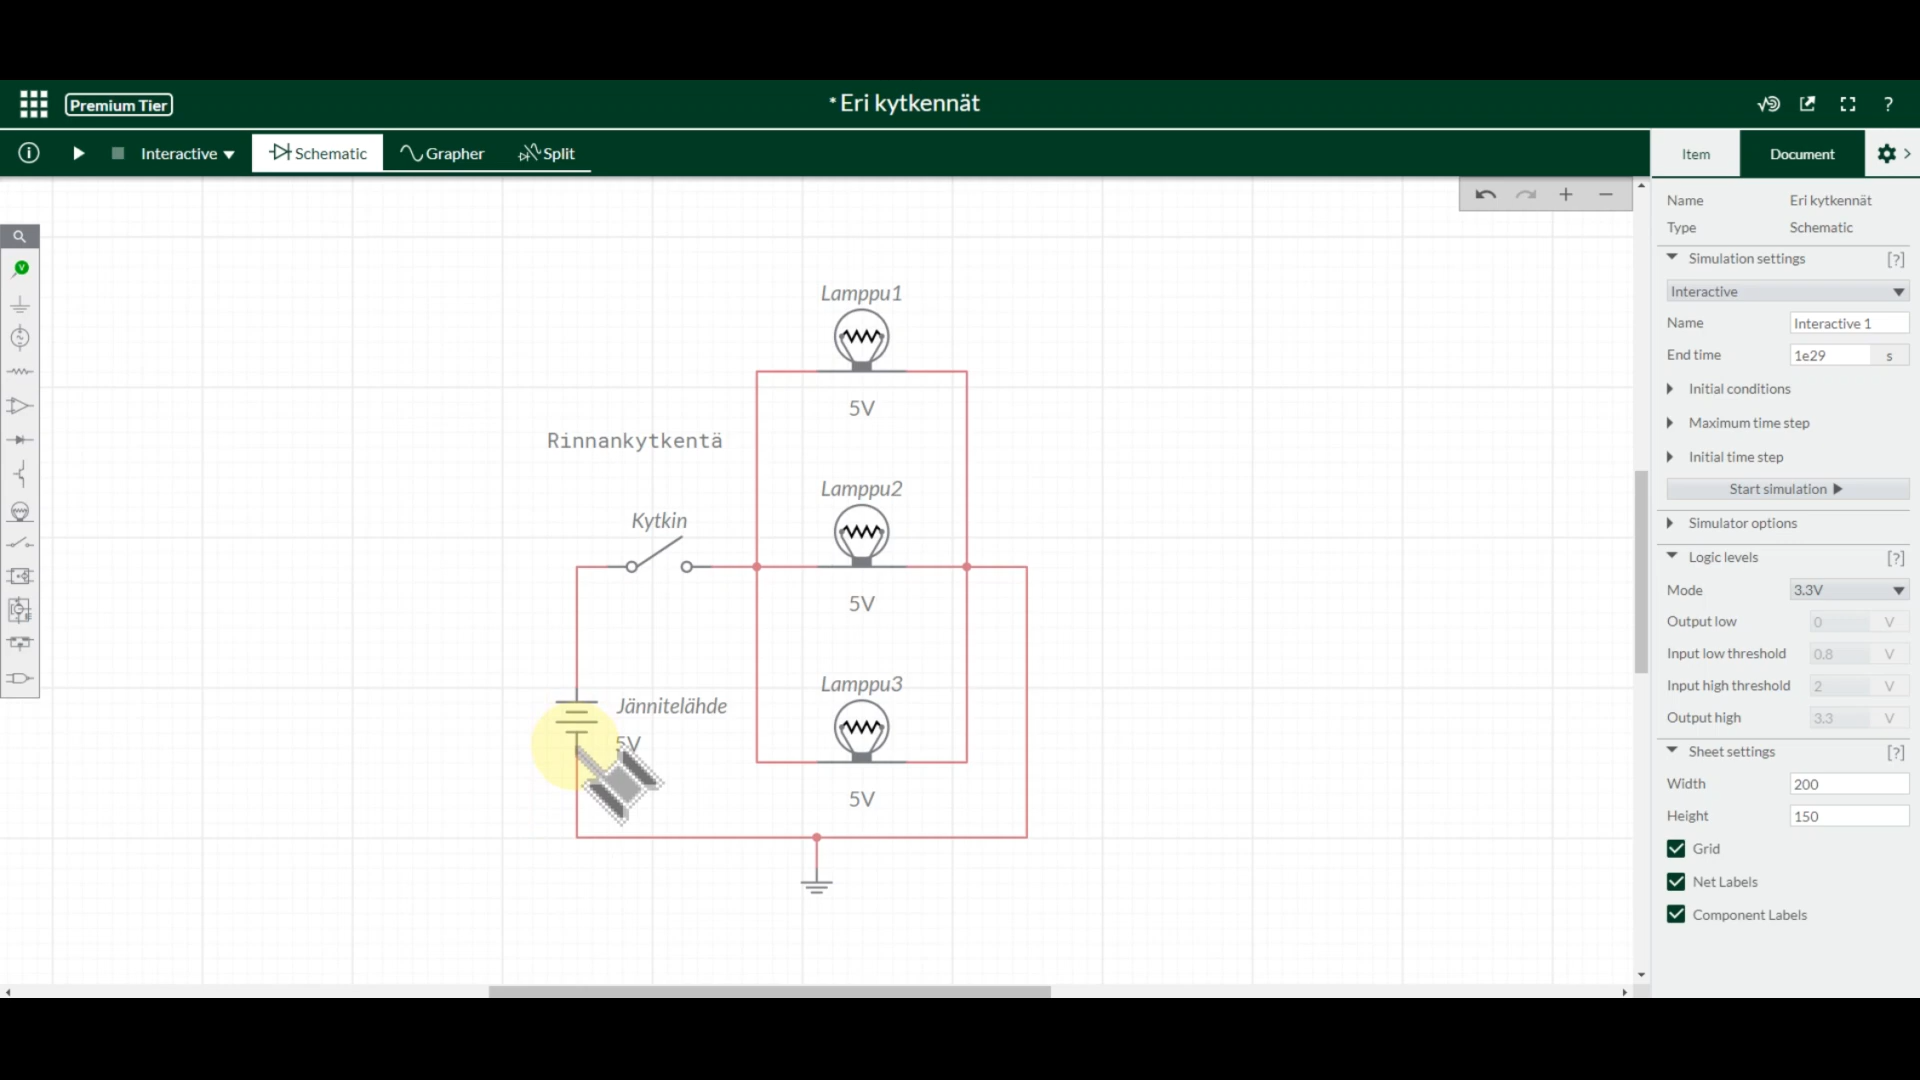 Premium Tier
* Eri kytkennät
?
Interactive
Schematic
Grapher
Split
Item
Document
V
Lamppu1
5V
Rinnankytkentä
Lamppu2
5V
Kytkin
Lamppu3
5V
Jännitelähde
5V
Name Eri kytkennät
Type Schematic
Simulation settings [?]
Interactive
Name Interactive 1
End time 1e29 s
Initial conditions
Maximum time step
Initial time step
Start simulation
Simulator options
Logic levels [?]
Mode 3.3V
Output low 0 V
Input low threshold 0.8 V
Input high threshold 2 V
Output high 3.3 V
Sheet settings [?]
Width 200
Height 150
Grid
Net Labels
Component Labels